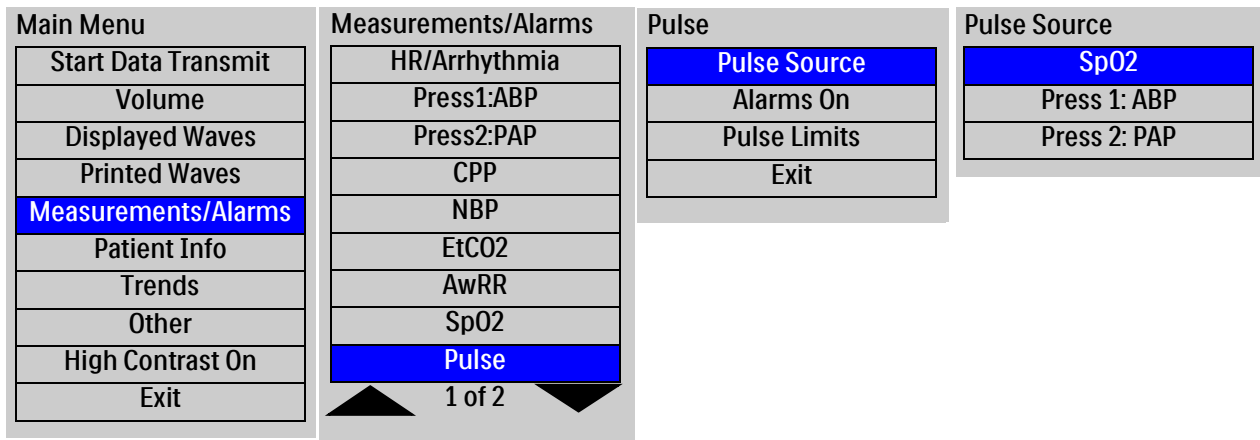 Main Menu
Start Data Transmit
Volume
Displayed Waves
Printed Waves
Measurements/Alarms
Patient Info
Trends
Other
High Contrast On
Exit
Measurements/Alarms
HR/Arrhythmia
Press1:ABP
Press2:PAP
CPP
NBP
EtCO2
AwRR
SpO2
Pulse
1 of 2
Pulse
Pulse Source
Alarms On
Pulse Limits
Exit
Pulse Source
SpO2
Press 1: ABP
Press 2: PAP